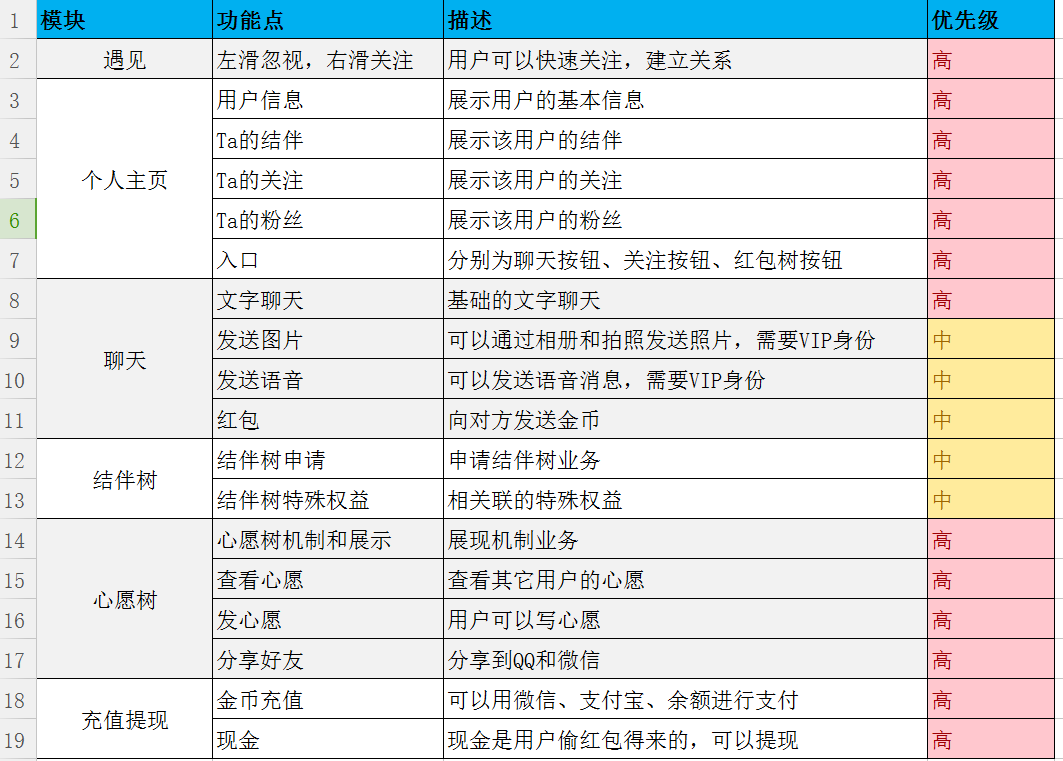 1 模块 功能点 描述 优先级
2 遇见 左滑忽视，右滑关注 用户可以快速关注，建立关系 高
3 用户信息 展示用户的基本信息 高
4 Ta的结伴 展示该用户的结伴 高
5 个人主页 Ta的关注 展示该用户的关注 高
6 Ta的粉丝 展示该用户的粉丝 高
7 入口 分别为聊天按钮、关注按钮、红包树按钮 高
8 文字聊天 基础的文字聊天 高
9 发送图片 可以通过相册和拍照发送照片，需要VIP身份 中
聊天
10 发送语音 可以发送语音消息，需要VIP身份 中
11 红包 向对方发送金币 中
12 结伴树申请 申请结伴树业务 中
结伴树
13 结伴树特殊权益 相关联的特殊权益 中
14 心愿树机制和展示 展现机制业务 高
15 查看心愿 查看其它用户的心愿 高
心愿树
16 发心愿 用户可以写心愿 高
17 分享好友 分享到QQ和微信 高
18 金币充值 可以用微信、支付宝、余额进行支付 高
充值提现
19 现金 现金是用户偷红包得来的，可以提现 高